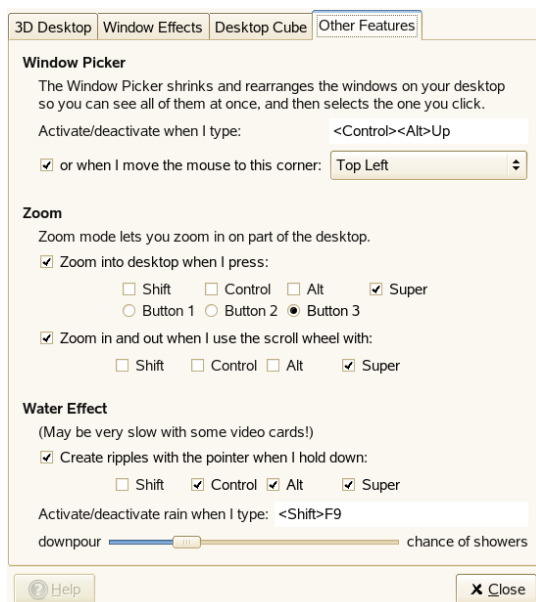 3D Desktop Window Effects Desktop Cube Other Features
Window Picker
The Window Picker shrinks and rearranges the windows on your desktop
so you can see all of them at once, and then selects the one you click.
Activate/deactivate when I type: <Control><Alt>Up
or when I move the mouse to this corner: Top Left
Zoom
Zoom mode lets you zoom in on part of the desktop.
Zoom into desktop when I press:
Shift Control Alt Super
Button 1 Button 2 Button 3
Zoom in and out when I use the scroll wheel with:
Shift Control Alt Super
Water Effect
(May be very slow with some video cards!)
Create ripples with the pointer when I hold down:
Shift Control Alt Super
Activate/deactivate rain when I type: <Shift>F9
downpour chance of showers
Help Close